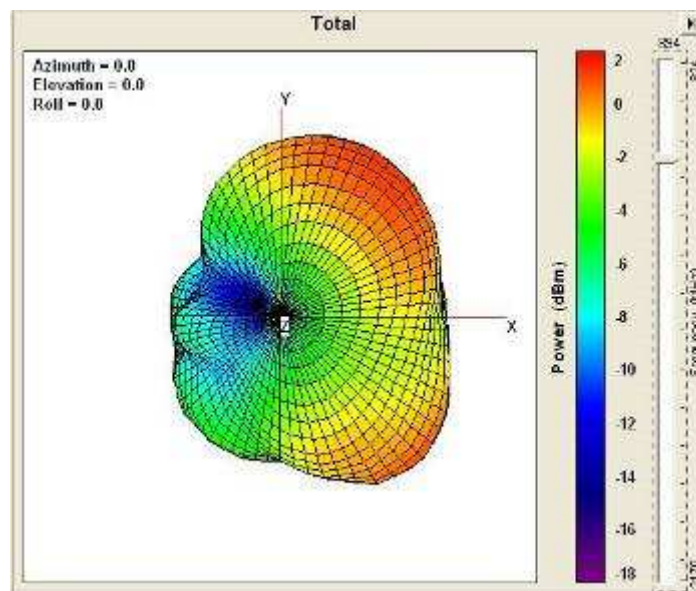 Total
894
Azimuth = 0.0
Elevation = 0.0
Roll = 0.0
Y
X
Z
2
0
-2
-4
-6
-8
-10
-12
-14
-16
-18
Power (dBm)